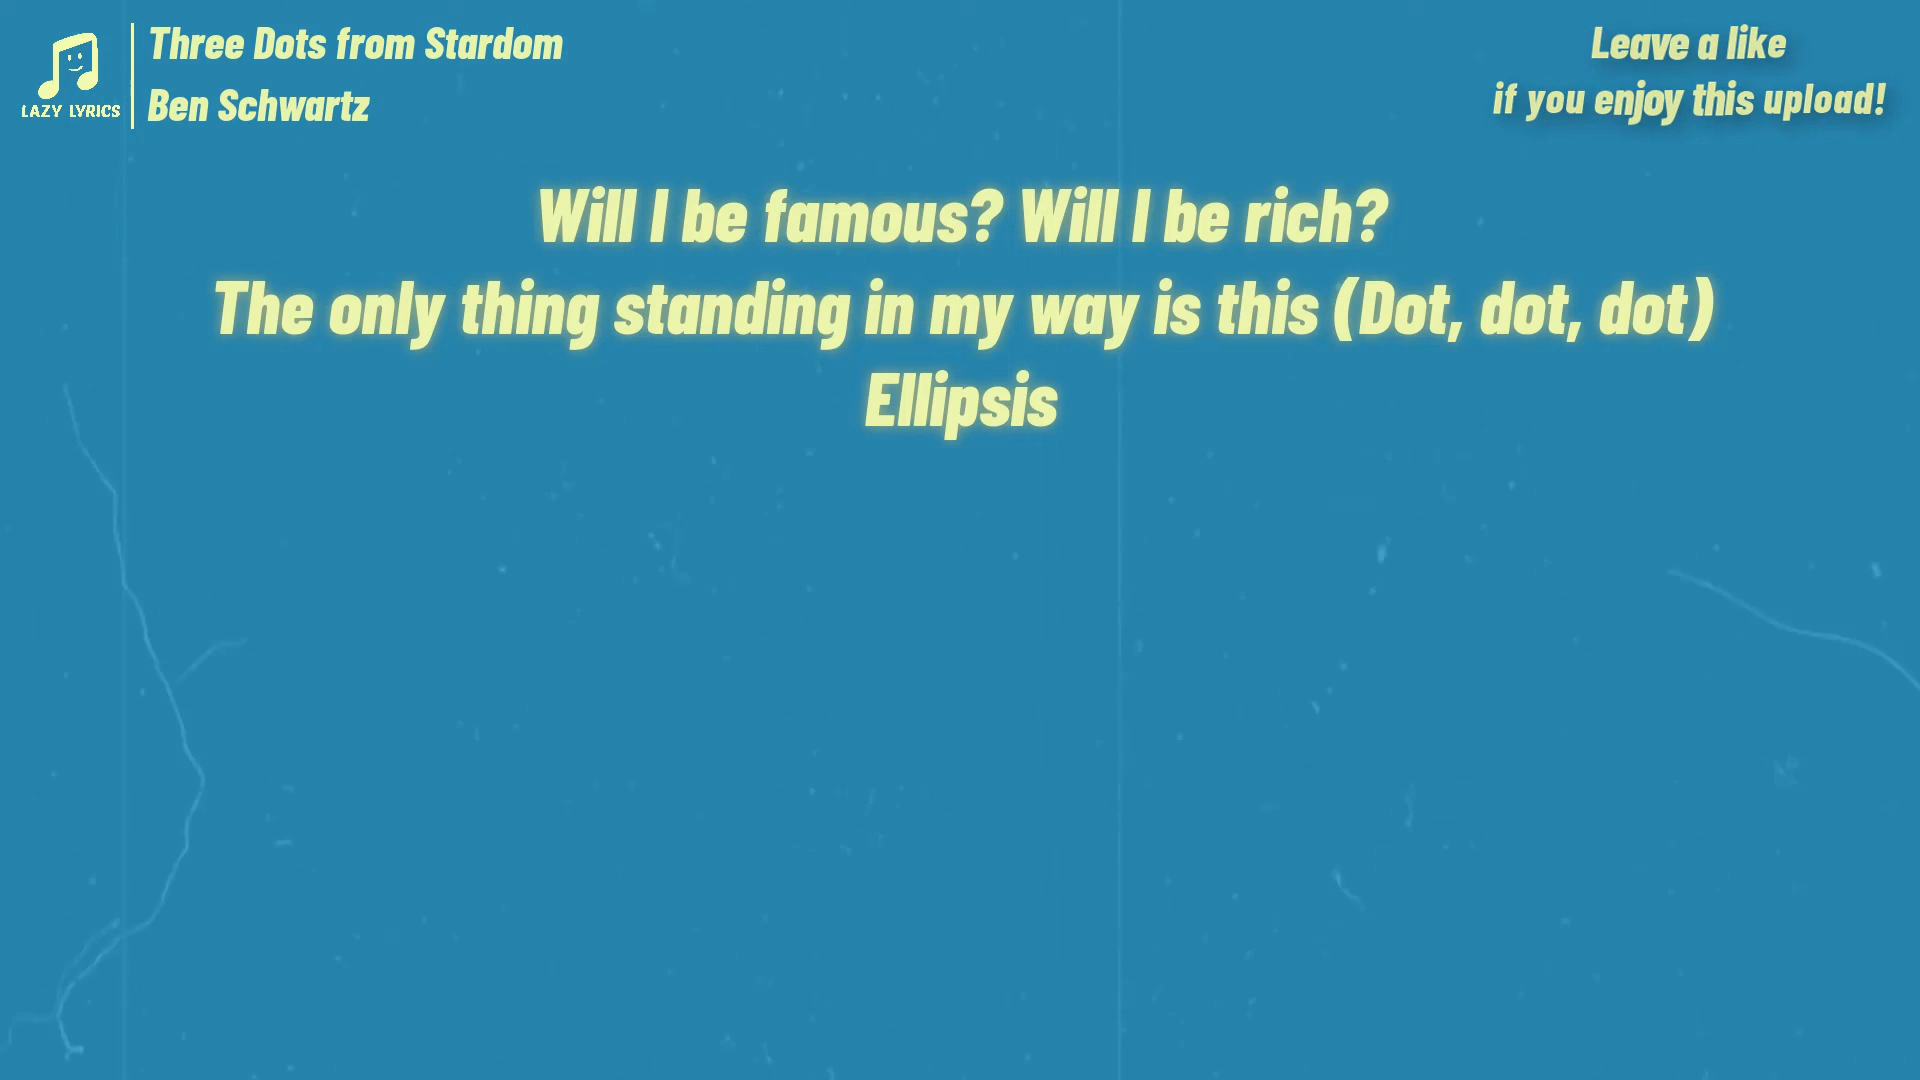 LAZY LYRICS
Three Dots from Stardom
Ben Schwartz
Leave a like
if you enjoy this upload!
Will I be famous? Will I be rich?
The only thing standing in my way is this (Dot, dot, dot)
Ellipsis